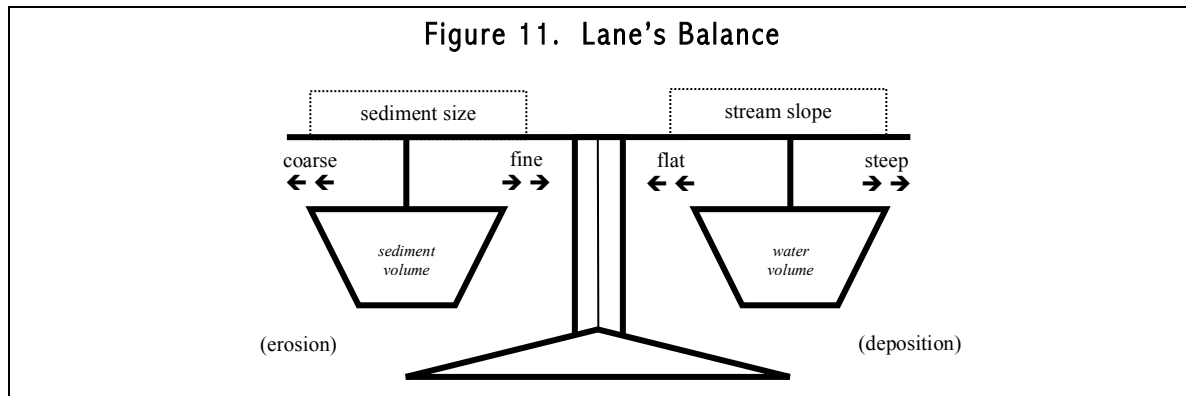 Figure 11.  Lane's Balance
sediment size
stream slope
coarse
fine
flat
steep
sediment
volume
water
volume
(erosion)
(deposition)